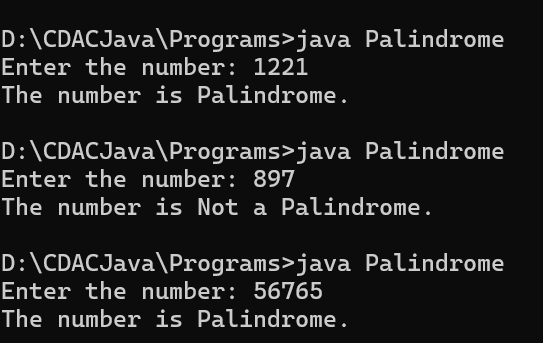 D:\CDACJava\Programs>java Palindrome
Enter the number: 1221
The number is Palindrome.
D:\CDACJava\Programs>java Palindrome
Enter the number: 897
The number is Not a Palindrome.
D:\CDACJava\Programs>java Palindrome
Enter the number: 56765
The number is Palindrome.